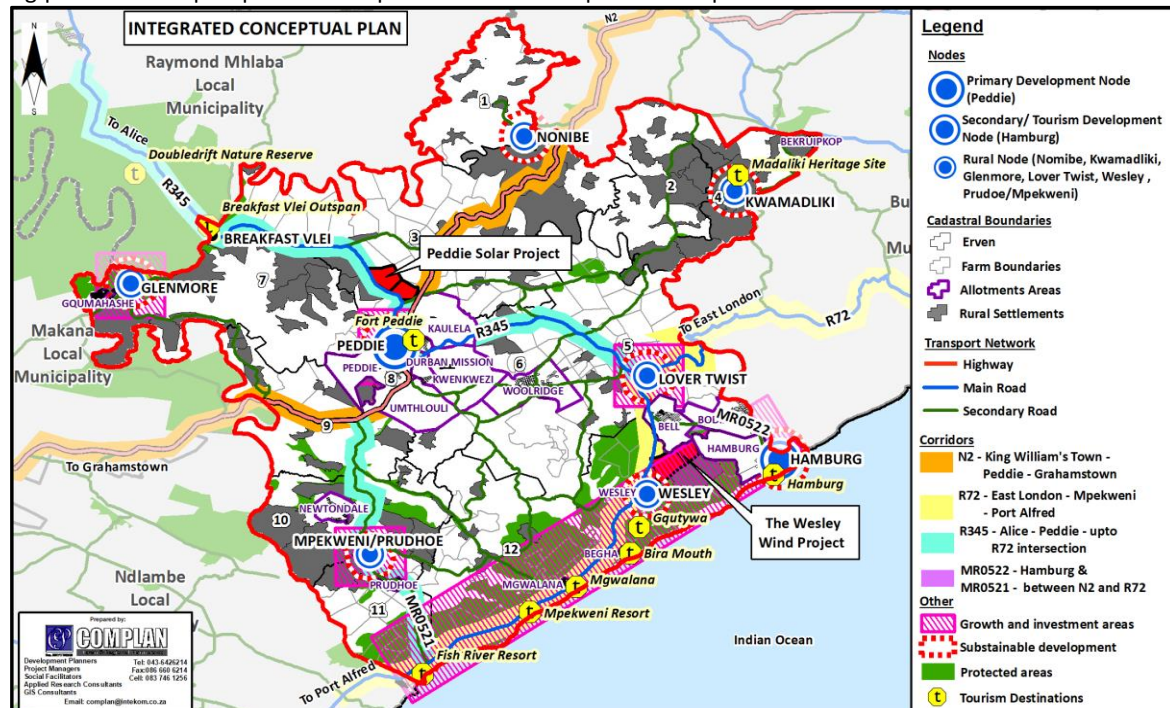 INTEGRATED CONCEPTUAL PLAN
N
S
N2
Raymond Mhlaba
Local
Municipality
To Alice
Doubledrift Nature Reserve
t
R345
Breakfast Vlei Outspan
BREAKFAST VLEI
1
NONIBE
2
BEKRUIPKOP
Madaliki Heritage Site
t
4
KWAMADLIKI
3
Peddie Solar Project
7
GLENMORE
GQUMAHASHE
Makana
Local
Municipality
Fort Peddie
t
KAULELA
R345
PEDDIE
PEDDIE
DURBAN MISSION
8
KWENKWEZI
6
WOOLRIDGE
UMTHLOULI
9
To East London
R72
5
LOVER TWIST
BELL
MR0522
HAMBURG
HAMBURG
t
Hamburg
To Grahamstown
NEWTONDALE
10
MPEKWENI/PRUDHOE
PRUDHOE
WESLEY
WESLEY
Gqutywa
t
The Wesley
Wind Project
BEGHA
t
Bira Mouth
12
MGWALANA
t
Mgwalana
t
Mpekweni Resort
11
MR0521
Fish River Resort
t
To Port Alfred
Ndlambe
Local
Indian Ocean
Prepared by:
COMPLAN
Development Planners
Project Managers
Social Facilitators
Applied Research Consultants
GIS Consultants
Tel: 043-6426214
Fax:086 660 6214
Cell: 083 746 1256
Email: complan@intekom.co.za
Legend
Nodes
Primary Development Node
(Peddie)
Secondary/ Tourism Development
Node (Hamburg)
Rural Node (Nomibe, Kwamadliki,
Glenmore, Lover Twist, Wesley ,
Prudoe/Mpekweni)
Cadastral Boundaries
Erven
Farm Boundaries
Allotments Areas
Rural Settlements
Transport Network
Highway
Main Road
Secondary Road
Corridors
N2 - King William's Town -
Peddie - Grahamstown
R72 - East London - Mpekweni
- Port Alfred
R345 - Alice - Peddie - upto
R72 intersection
MR0522 - Hamburg &
MR0521 - between N2 and R72
Other
Growth and investment areas
Substainable development
Protected areas
t
Tourism Destinations